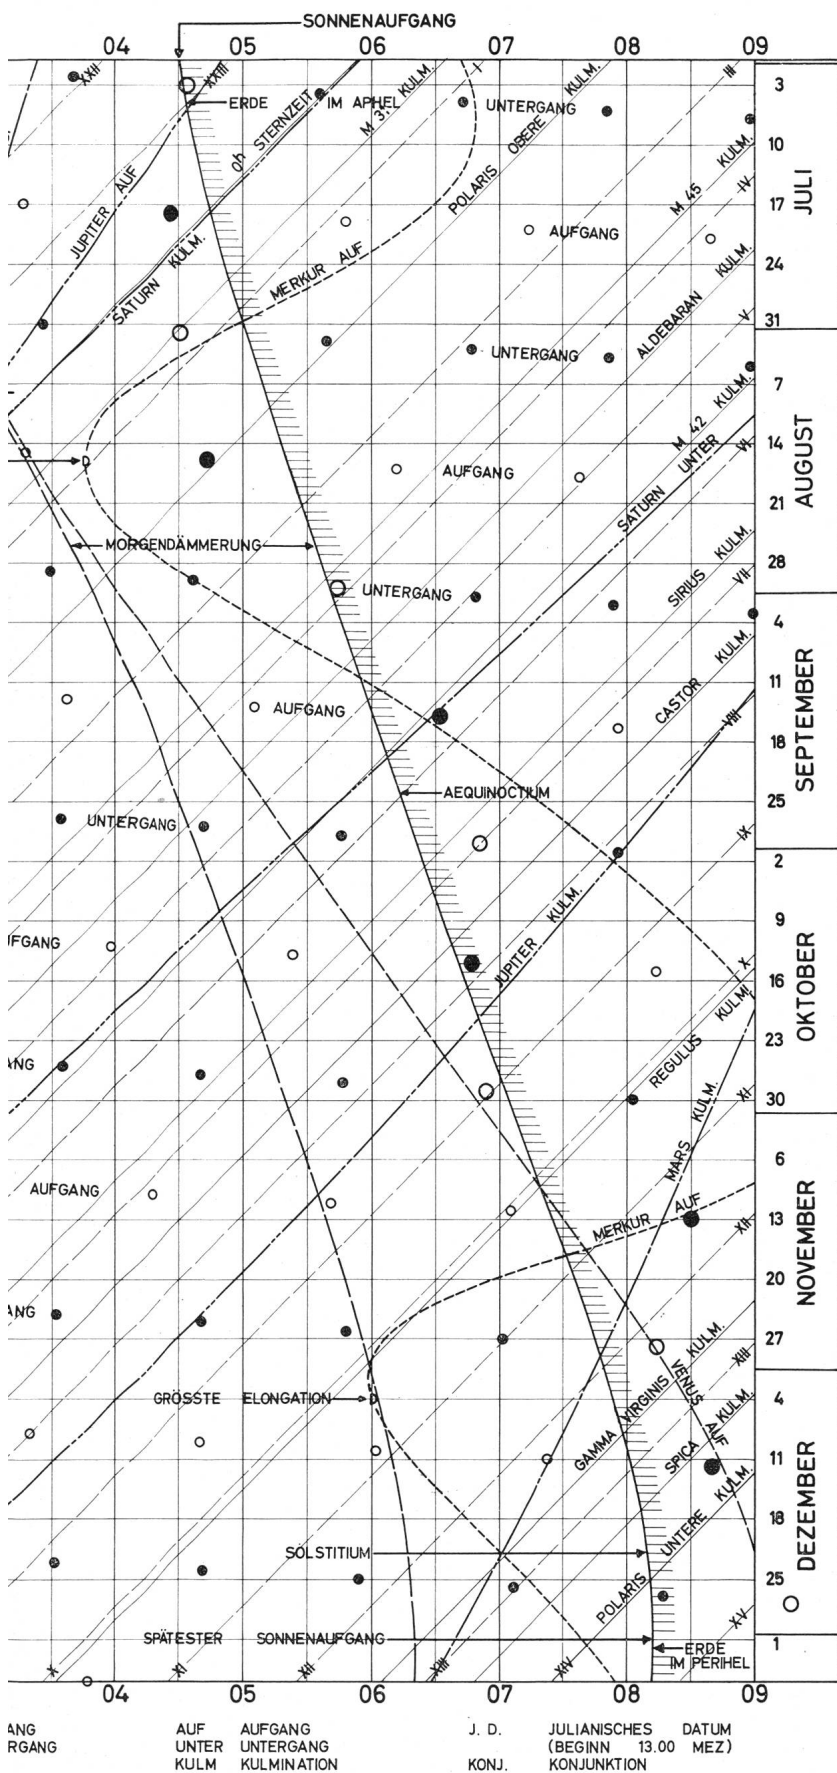 SONNENAUFGANG
04 05 06 07 08 09
XXII XXIII I III
3
ERDE IM APHEL
UNTERGANG
0h STERNZEIT
M 31 KULM.
POLARIS OBERE KULM.
10
JUPITER AUF
M 45 KULM.
IV
JULI
17
SATURN KULM.
AUFGANG
24
MERKUR AUF
ALDEBARAN KULM.
V
31
UNTERGANG
7
M 42 KULM.
14
AUFGANG
SATURN UNTER
VI
AUGUST
21
MORGENDÄMMERUNG
28
UNTERGANG
SIRIUS KULM.
VII
4
CASTOR KULM.
11
AUFGANG
VIII
SEPTEMBER
18
AEQUINOCTIUM
25
UNTERGANG
IX
2
JUPITER KULM.
9
UFGANG
X
16
OKTOBER
REGULUS KULM
23
ANG
XI
30
MARS KULM.
6
AUFGANG
13
MERKUR AUF
XII
NOVEMBER
20
ANG
27
GAMMA VIRGINIS KULM.
XIII
VENUS AUF
GRÖSSTE ELONGATION
4
SPICA KULM.
11
POLARIS UNTERE KULM.
18
DEZEMBER
SOLSTITIUM
25
XV
SPÄTESTER SONNENAUFGANG
1
ERDE
IM PERIHEL
X XI XII XIII XIV
04 05 06 07 08 09
ANG AUF AUFGANG J. D. JULIANISCHES DATUM
RGANG UNTER UNTERGANG (BEGINN 13.00 MEZ)
KULM KULMINATION KONJ. KONJUNKTION